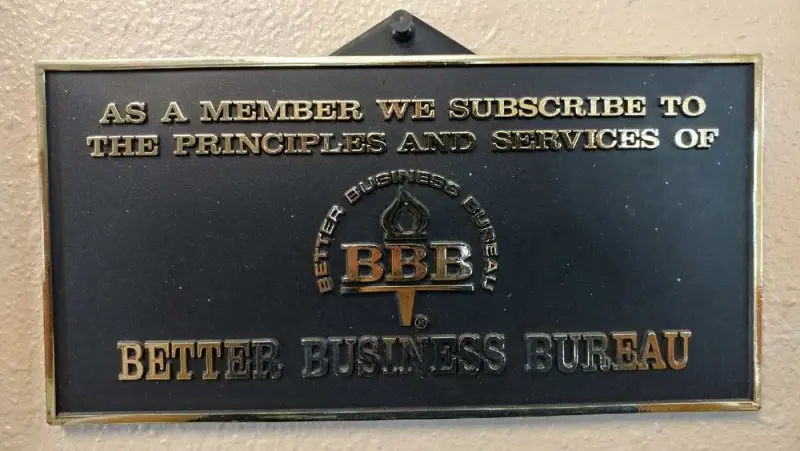 AS A MEMBER WE SUBSCRIBE TO
THE PRINCIPLES AND SERVICES OF
BETTER BUSINESS BUREAU
BBB
®
BETTER BUSINESS BUREAU